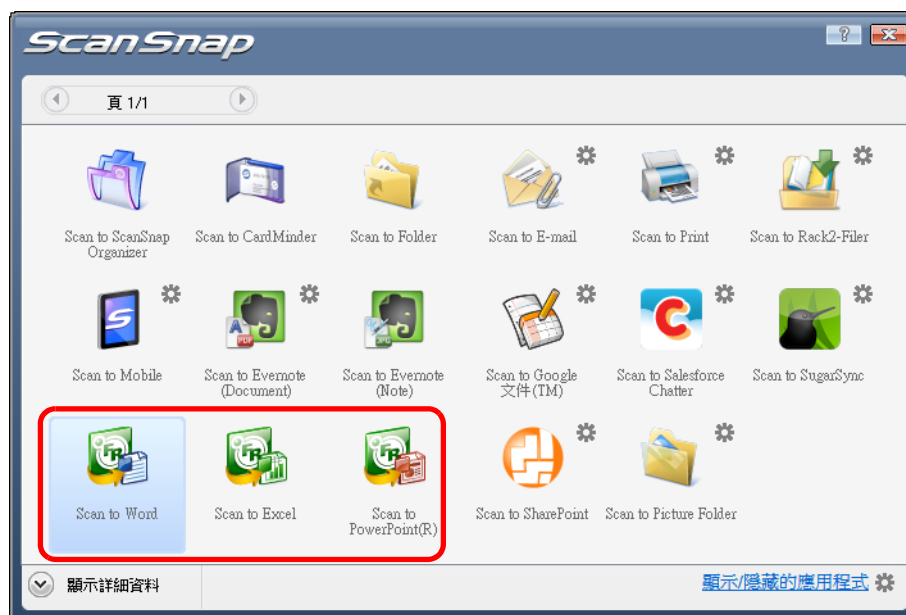 ScanSnap
頁 1/1
Scan to ScanSnap
Organizer
Scan to CardMinder
Scan to Folder
Scan to E-mail
Scan to Print
Scan to Rack2-Filer
Scan to Mobile
Scan to Evernote
(Document)
Scan to Evernote
(Note)
Scan to Google
文件(TM)
Scan to Salesforce
Chatter
Scan to SugarSync
Scan to Word
Scan to Excel
Scan to
PowerPoint(R)
Scan to SharePoint
Scan to Picture Folder
顯示詳細資料
顯示/隱藏的應用程式